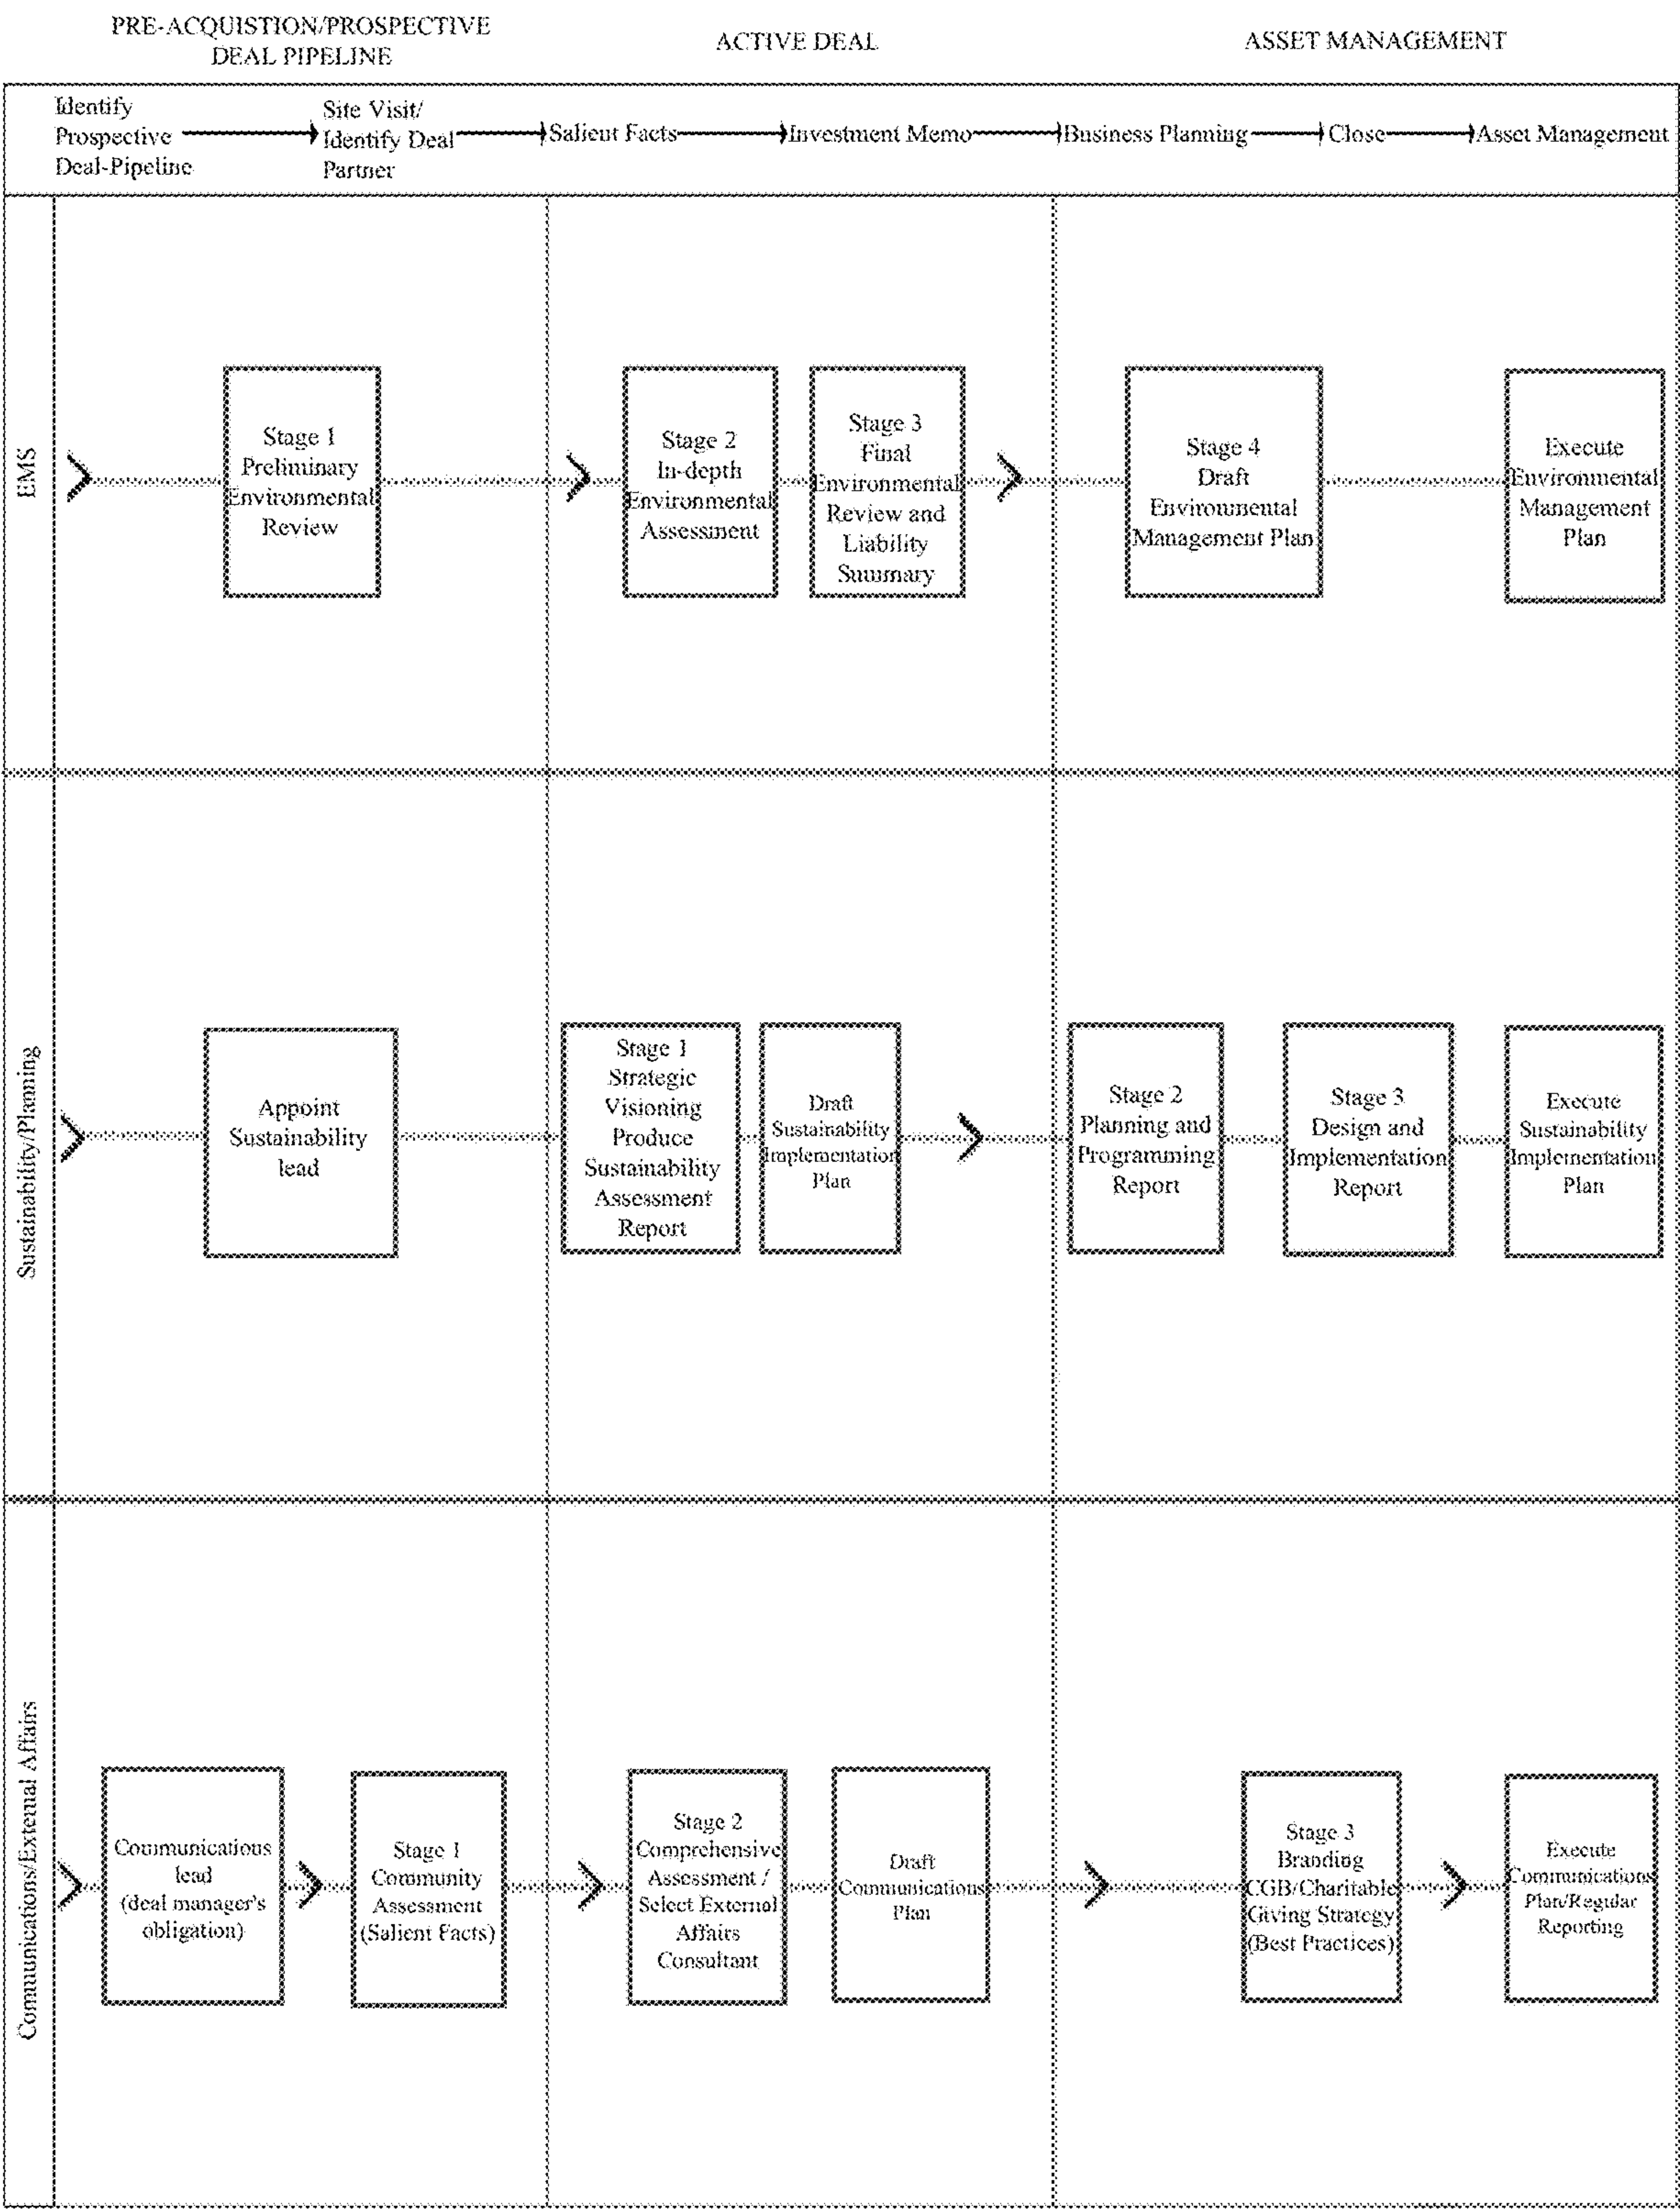 PRE-ACQUISTION/PROSPECTIVE
DEAL PIPELINE
ACTIVE DEAL
ASSET MANAGEMENT
Identify
Prospective
Deal-Pipeline
Site Visit/
Identify Deal
Partner
Salient Facts
Investment Memo
Business Planning
Close
Asset Management
EMS
Stage 1
Preliminary
Environmental
Review
Stage 2
In-depth
Environmental
Assessment
Stage 3
Final
Environmental
Review and
Liability
Summary
Stage 4
Draft
Environmental
Management Plan
Execute
Environmental
Management
Plan
Sustainability/Planning
Appoint
Sustainability
lead
Stage 1
Strategic
Visioning
Produce
Sustainability
Assessment
Report
Draft
Sustainability
Implementation
Plan
Stage 2
Planning and
Programming
Report
Stage 3
Design and
Implementation
Report
Execute
Sustainability
Implementation
Plan
Communications/External Affairs
Communications
lead
(deal manager's
obligation)
Stage 1
Community
Assessment
(Salient Facts)
Stage 2
Comprehensive
Assessment /
Select External
Affairs
Consultant
Draft
Communications
Plan
Stage 3
Branding
CGB/Charitable
Giving Strategy
(Best Practices)
Execute
Communications
Plan/Regular
Reporting